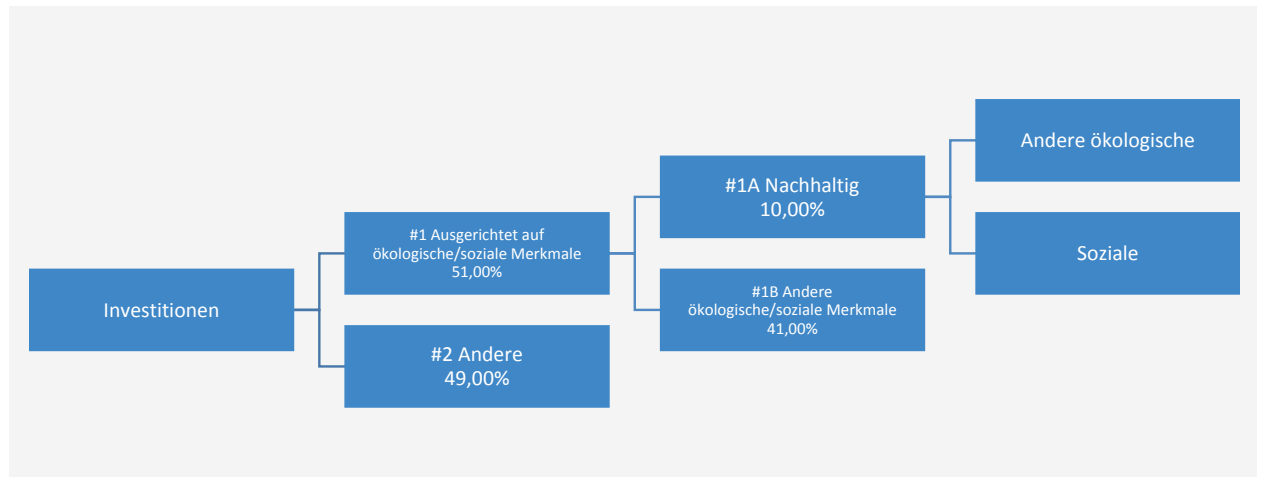 Investitionen
#1 Ausgerichtet auf
ökologische/soziale Merkmale
51,00%
#2 Andere
49,00%
#1A Nachhaltig
10,00%
#1B Andere
ökologische/soziale Merkmale
41,00%
Andere ökologische
Soziale